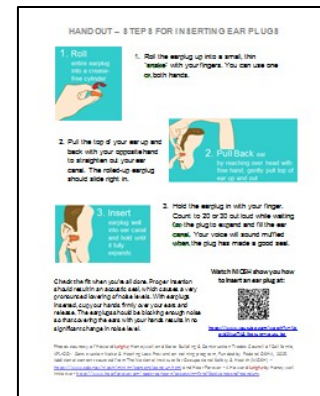 HANDOUT – STEPS FOR INSERTING EAR PLUGS
1. Roll
entire earplug
into a crease-
free cylinder
1. Roll the earplug up into a small, thin
"snake" with your fingers. You can use one
or both hands.
2. Pull the top of your ear up and
back with your opposite hand
to straighten out your ear
canal. The rolled-up earplug
should slide right in.
2. Pull Back ear
by reaching over head with
free hand, gently pull top of
ear up and out
3. Insert
earplug well
into ear canal
and hold until
it fully
expands
3. Hold the earplug in with your finger.
Count to 20 or 30 out loud while waiting
for the plug to expand and fill the ear
canal. Your voice will sound muffled
when the plug has made a good seal.
Check the fit when you're all done. Proper insertion
should result in an acoustic seal, which causes a very
pronounced lowering of noise levels. With earplugs
inserted, cup your hands firmly over your ears and
release. The earplugs should be blocking enough noise
so that covering the ears with your hands results in no
significant change in noise level.
Watch NIOSH show you how
to insert an ear plug at: